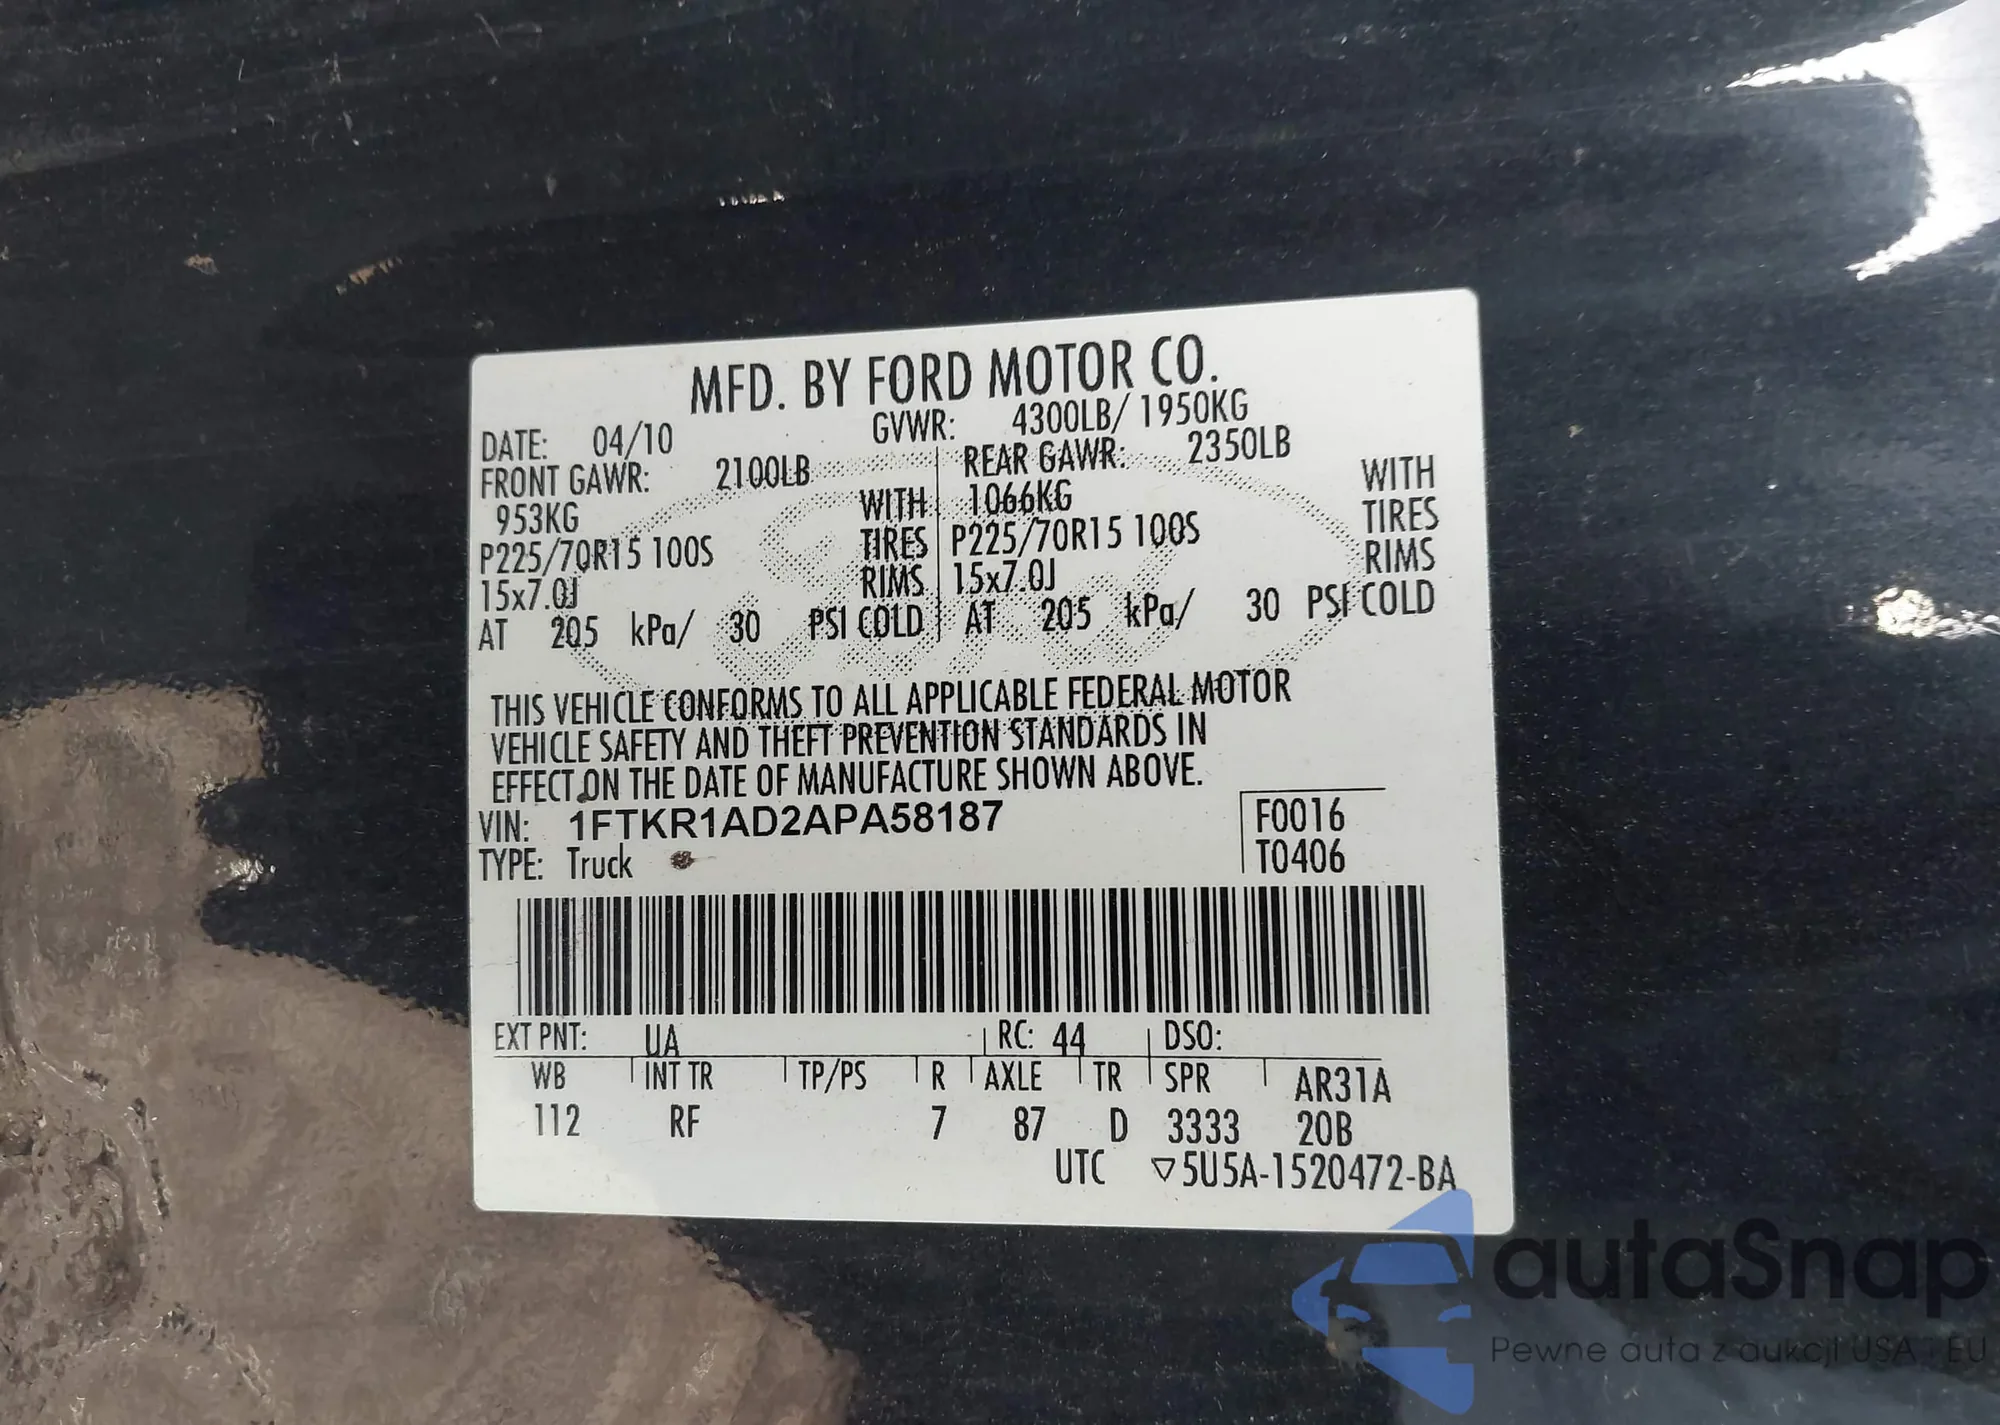 MFD. BY FORD MOTOR CO.
DATE: 04/10 GVWR: 4300LB/ 1950KG
FRONT GAWR: 2100LB REAR GAWR: 2350LB
953KG WITH 1066KG WITH
P225/70R15 100S TIRES P225/70R15 100S TIRES
15x7.0J RIMS 15x7.0J RIMS
AT 205 kPa/ 30 PSI COLD AT 205 kPa/ 30 PSI COLD
THIS VEHICLE CONFORMS TO ALL APPLICABLE FEDERAL MOTOR
VEHICLE SAFETY AND THEFT PREVENTION STANDARDS IN
EFFECT ON THE DATE OF MANUFACTURE SHOWN ABOVE.
VIN: 1FTKR1AD2APA58187 F0016
TYPE: Truck T0406
EXT PNT: UA RC: 44 DSO:
WB INT TR TP/PS R AXLE TR SPR AR31A
112 RF 7 87 D 3333 20B
UTC ▽5U5A-1520472-BA
autaSnap
Pewne auta z aukcji USA i EU